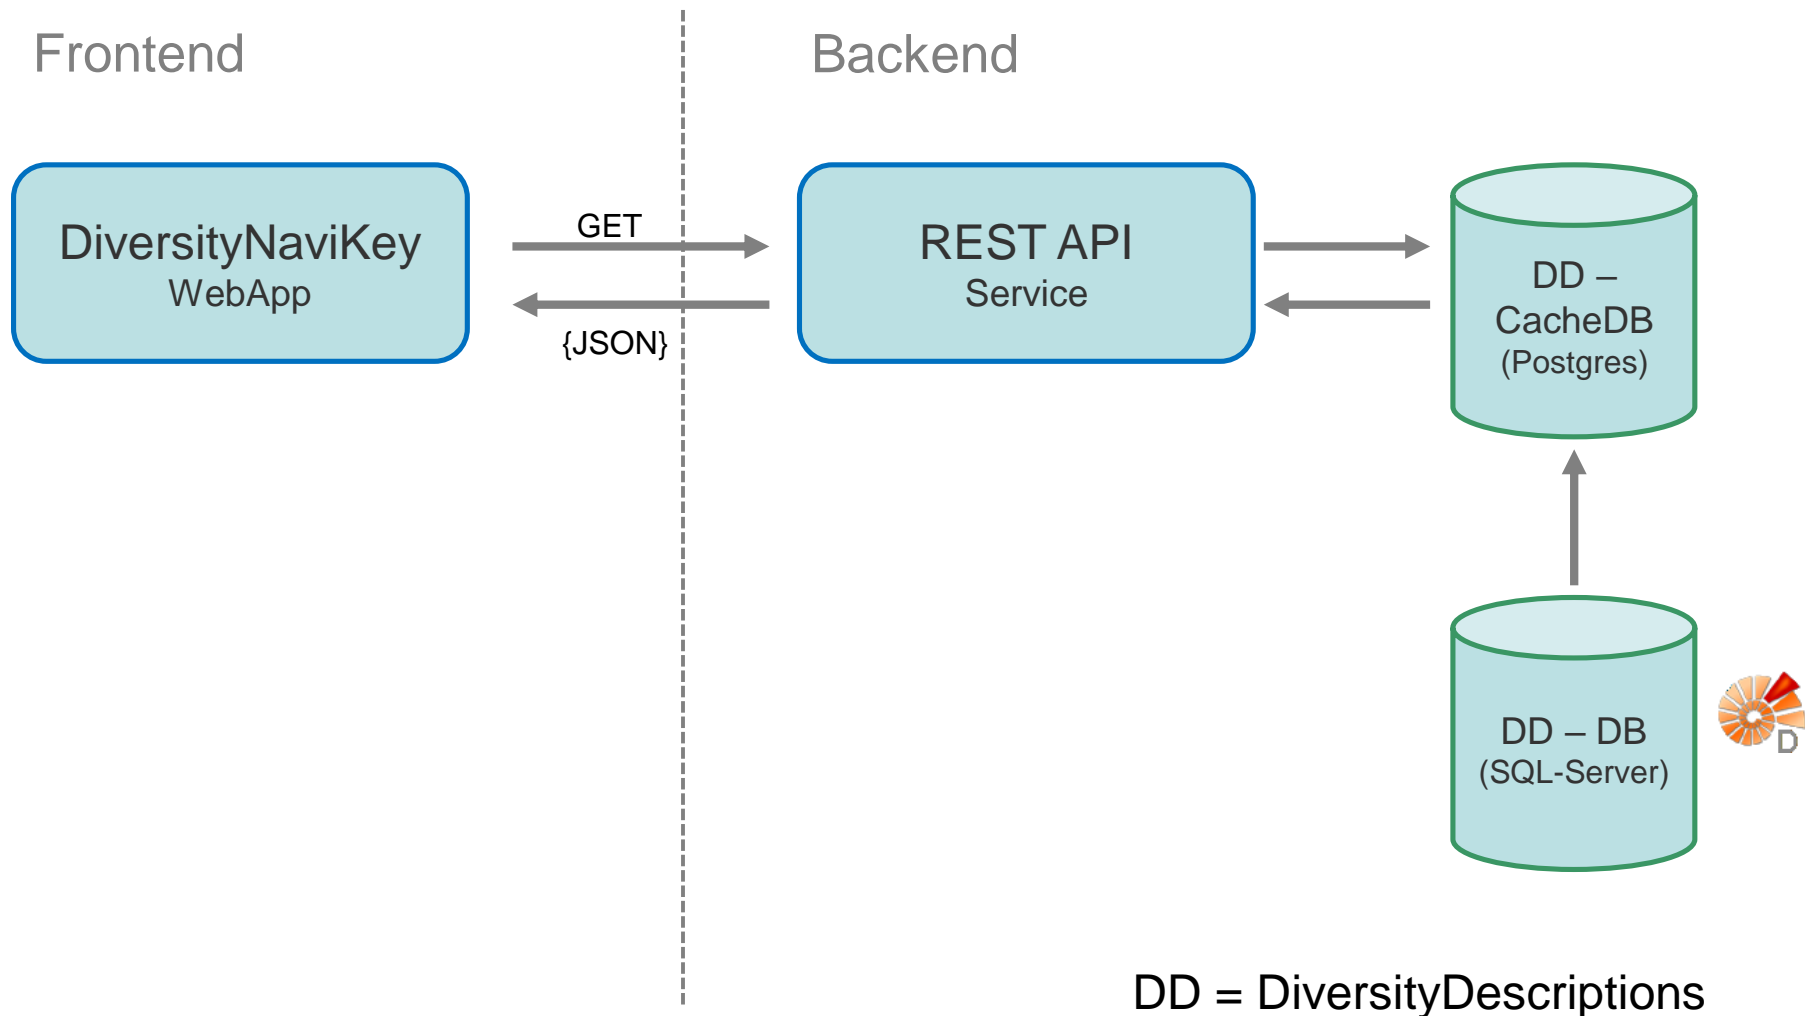 Frontend
Backend
DiversityNaviKey
WebApp
GET
{JSON}
REST API
Service
DD –
CacheDB
(Postgres)
DD – DB
(SQL-Server)
D
DD = DiversityDescriptions